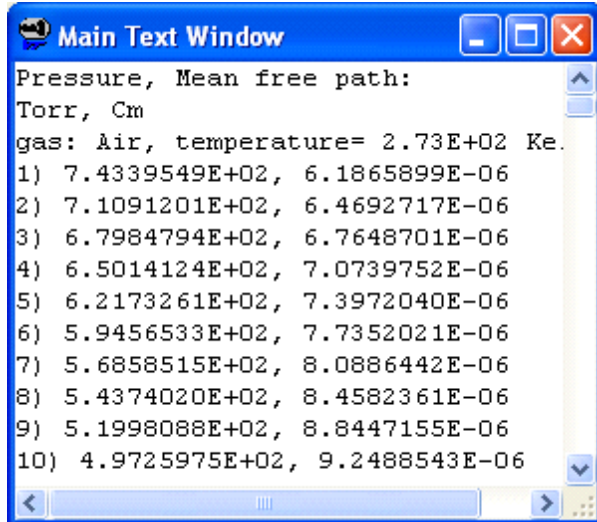 Main Text Window
Pressure, Mean free path:
Torr, Cm
gas: Air, temperature= 2.73E+02 Ke
1) 7.4339549E+02, 6.1865899E-06
2) 7.1091201E+02, 6.4692717E-06
3) 6.7984794E+02, 6.7648701E-06
4) 6.5014124E+02, 7.0739752E-06
5) 6.2173261E+02, 7.3972040E-06
6) 5.9456533E+02, 7.7352021E-06
7) 5.6858515E+02, 8.0886442E-06
8) 5.4374020E+02, 8.4582361E-06
9) 5.1998088E+02, 8.8447155E-06
10) 4.9725975E+02, 9.2488543E-06